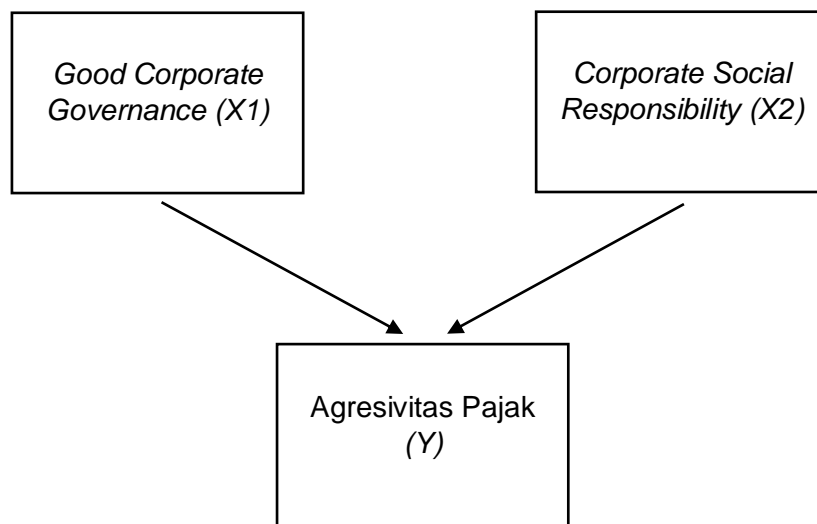 Good Corporate
Governance (X1)
Corporate Social
Responsibility (X2)
Agresivitas Pajak
(Y)